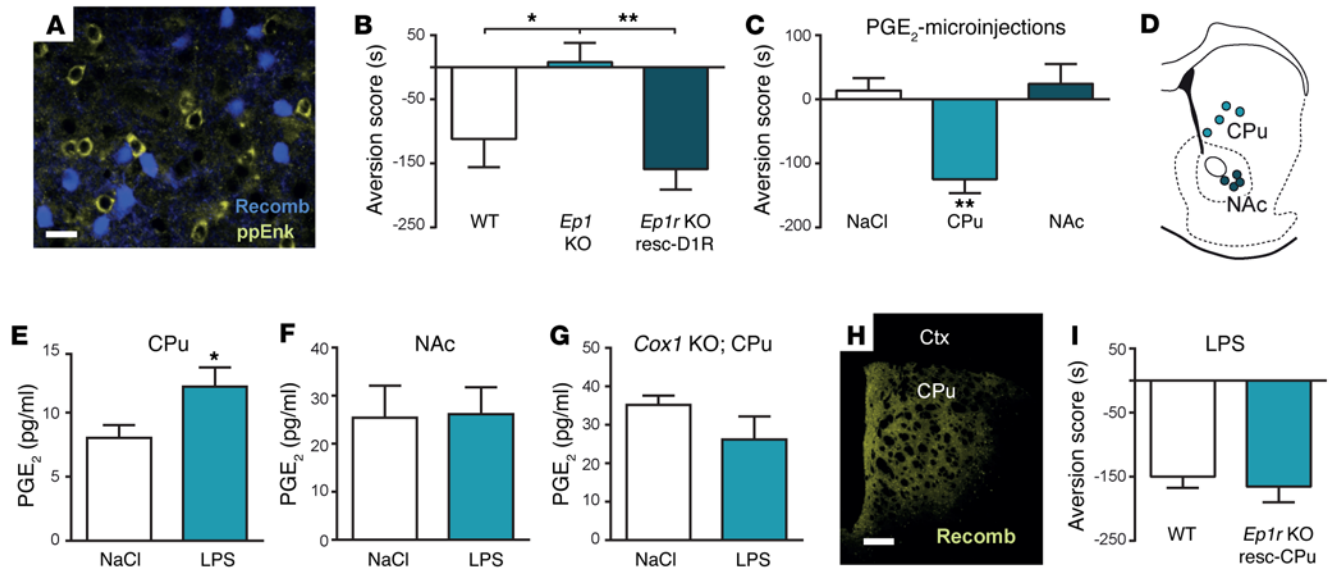 A
Recomb
ppEnk
B
* **
50
-50
-150
-250
Aversion score (s)
WT
Ep1
KO
Ep1r KO
resc-D1R
C
PGE₂-microinjections
100
0
-100
-200
Aversion score (s)
**
NaCl
CPu
NAc
D
CPu
NAc
E
CPu
15
10
5
0
PGE₂ (pg/ml)
*
NaCl
LPS
F
NAc
40
30
20
10
0
PGE₂ (pg/ml)
NaCl
LPS
G
Cox1 KO; CPu
50
40
30
20
10
0
PGE₂ (pg/ml)
NaCl
LPS
H
Ctx
CPu
Recomb
I
LPS
50
-50
-150
-250
Aversion score (s)
WT
Ep1r KO
resc-CPu